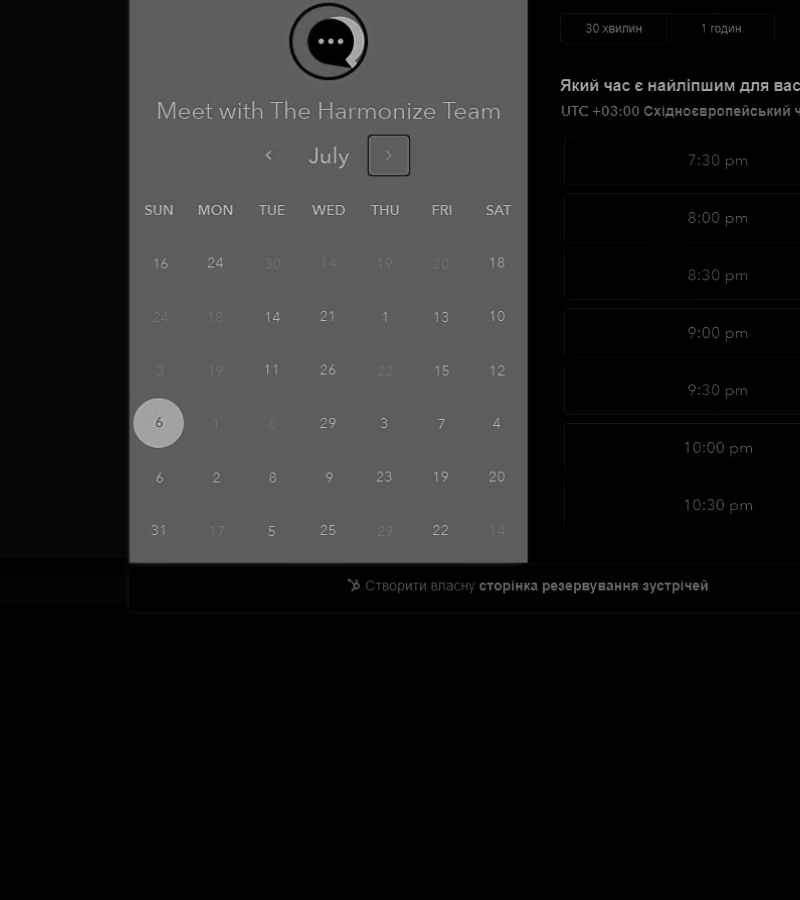 Meet with The Harmonize Team
July
SUN MON TUE WED THU FRI SAT
16 24 30 14 19 20 18
24 18 14 21 1 13 10
3 19 11 26 22 15 12
6 1 8 29 3 7 4
6 2 8 9 23 19 20
31 17 5 25 29 22 14
30 хвилин 1 годин
Який час є найліпшим для вас
UTC +03:00 Східноєвропейський ч
7:30 pm
8:00 pm
8:30 pm
9:00 pm
9:30 pm
10:00 pm
10:30 pm
Створити власну сторінка резервування зустрічей